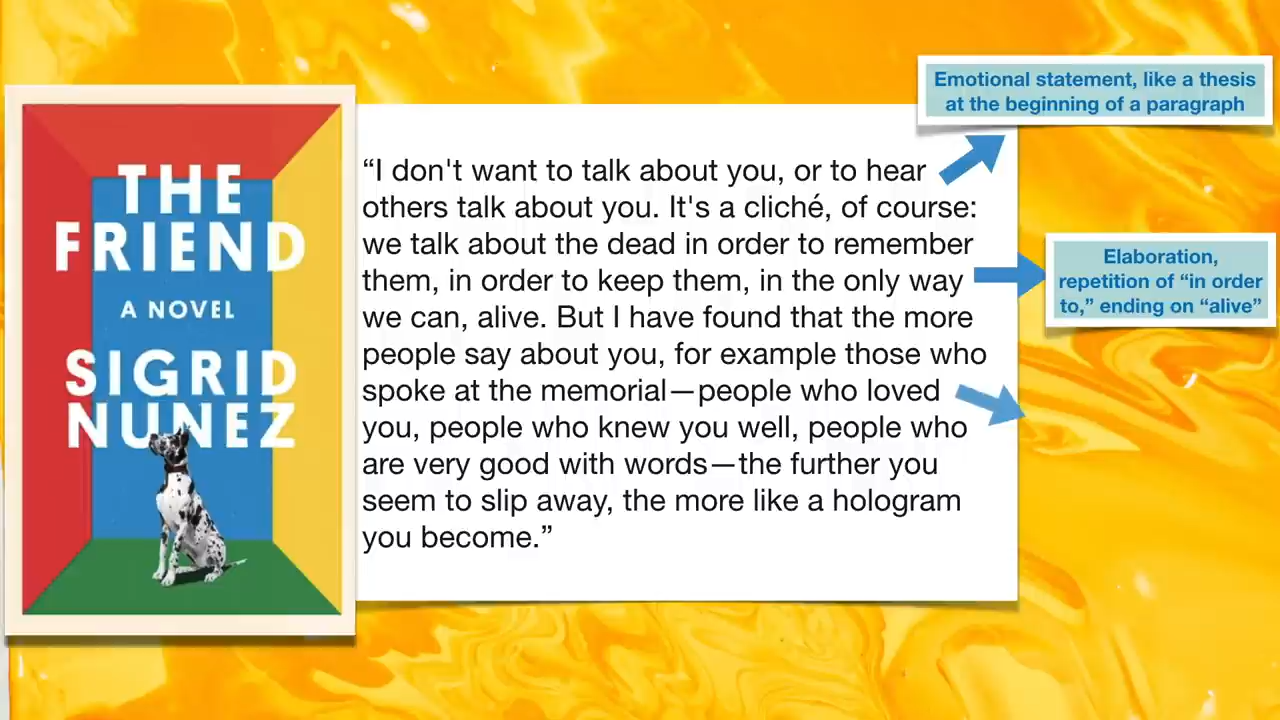 THE
FRIEND
A NOVEL
SIGRID
NUNEZ
“I don't want to talk about you, or to hear
others talk about you. It's a cliché, of course:
we talk about the dead in order to remember
them, in order to keep them, in the only way
we can, alive. But I have found that the more
people say about you, for example those who
spoke at the memorial—people who loved
you, people who knew you well, people who
are very good with words—the further you
seem to slip away, the more like a hologram
you become.”
Emotional statement, like a thesis
at the beginning of a paragraph
Elaboration,
repetition of “in order
to,” ending on “alive”